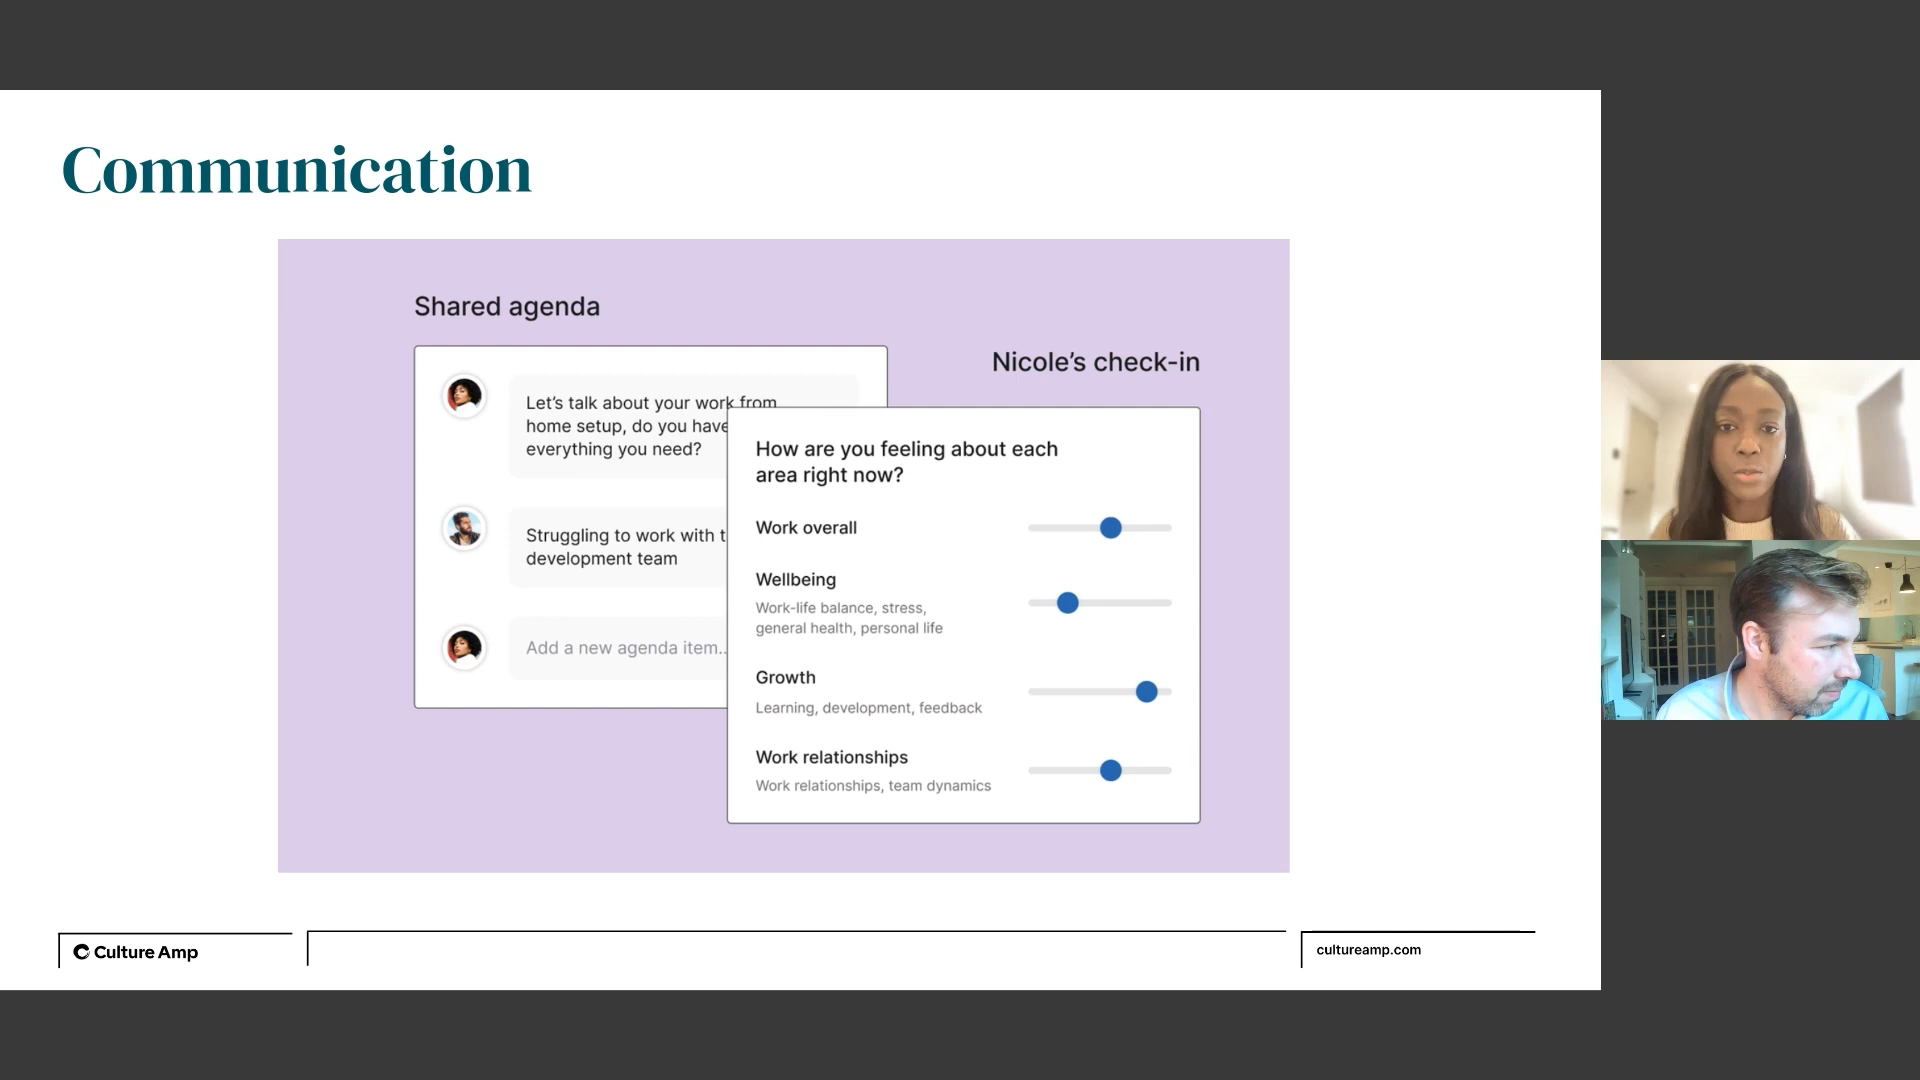 Communication
Shared agenda
Let's talk about your work from
home setup, do you have
everything you need?
Struggling to work with
development team
Add a new agenda item..
Nicole's check-in
How are you feeling about each
area right now?
Work overall
Wellbeing
Work-life balance, stress,
general health, personal life
Growth
Learning, development, feedback
Work relationships
Work relationships, team dynamics
Culture Amp
cultureamp.com